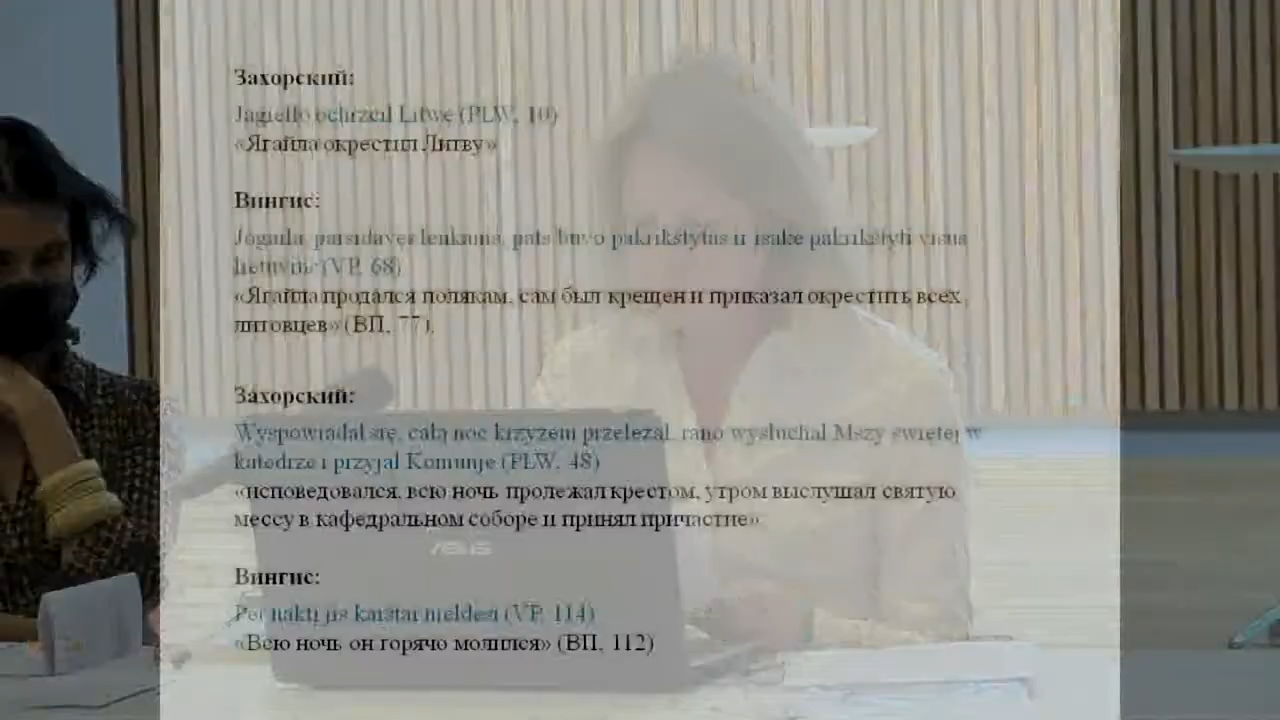 Захорский:
Jagiełło ochrzcił Litwę (PLW, 10)
«Ягайла окрестил Литву»
Вингис:
Jogaila, parsidavęs lenkams, pats buvo pakrikštytas ir įsakė pakrikštyti visus
lietuvius (VP, 68)
«Ягайла продался полякам, сам был крещен и приказал окрестить всех
литовцев» (ВП, 77).
Захорский:
Wyspowiadał się, całą noc krzyżem przeleżał, rano wysłuchał Mszy świętej w
katedrze i przyjął Komunję (PLW, 48)
«исповедовался, всю ночь пролежал крестом, утром выслушал святую
мессу в кафедральном соборе и принял причастие»
ASUS
Вингис:
Per naktį jis karštai meldėsi (VP, 114)
«Всю ночь он горячо молился» (ВП, 112)